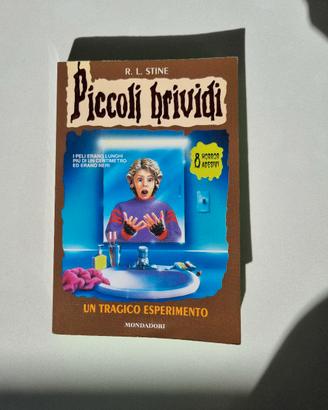 R. L. STINE
Piccoli brividi
I PELI ERANO LUNGHI
PIÙ DI UN CENTIMETRO
ED ERANO NERI
8 HORROR
ADESIVI
UN TRAGICO ESPERIMENTO
MONDADORI